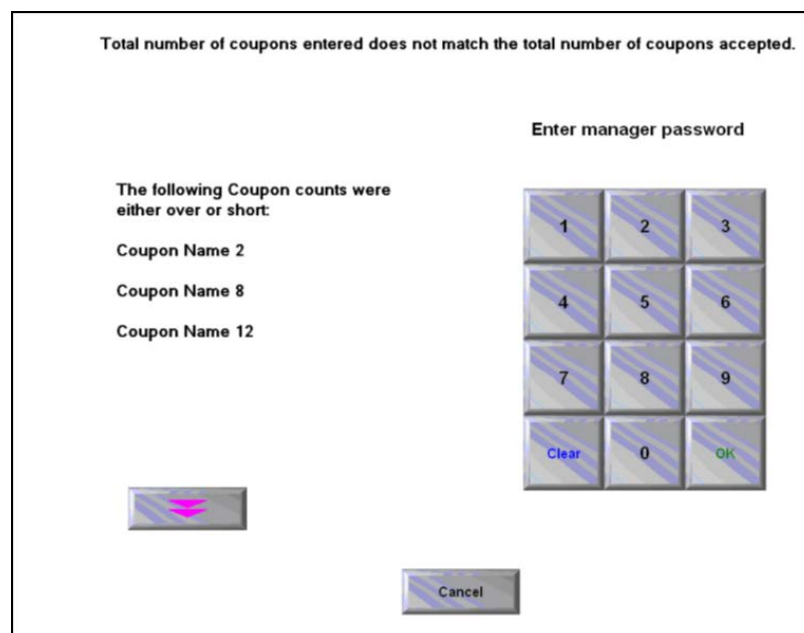 Total number of coupons entered does not match the total number of coupons accepted.
Enter manager password
The following Coupon counts were
either over or short:
Coupon Name 2
Coupon Name 8
Coupon Name 12
1 2 3
4 5 6
7 8 9
Clear 0 OK
Cancel